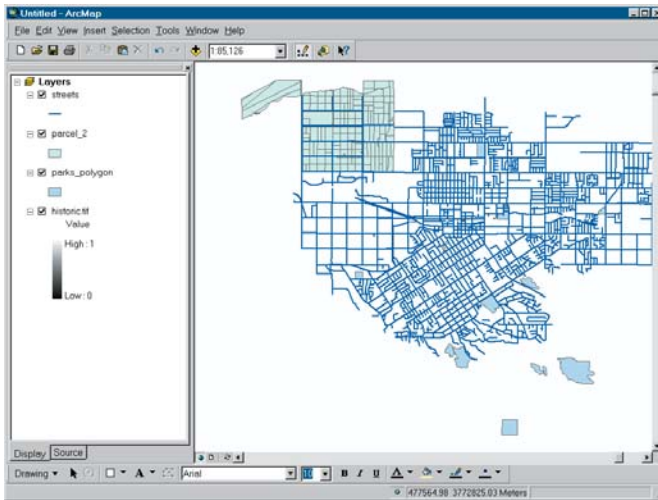 Untitled - ArcMap
File Edit View Insert Selection Tools Window Help
1:85,126
Layers
streets
parcel_2
parks_polygon
historic.tif
Value
High : 1
Low : 0
Display Source
Drawing A Arial 10 B I U A
477564.98 3772825.03 Meters